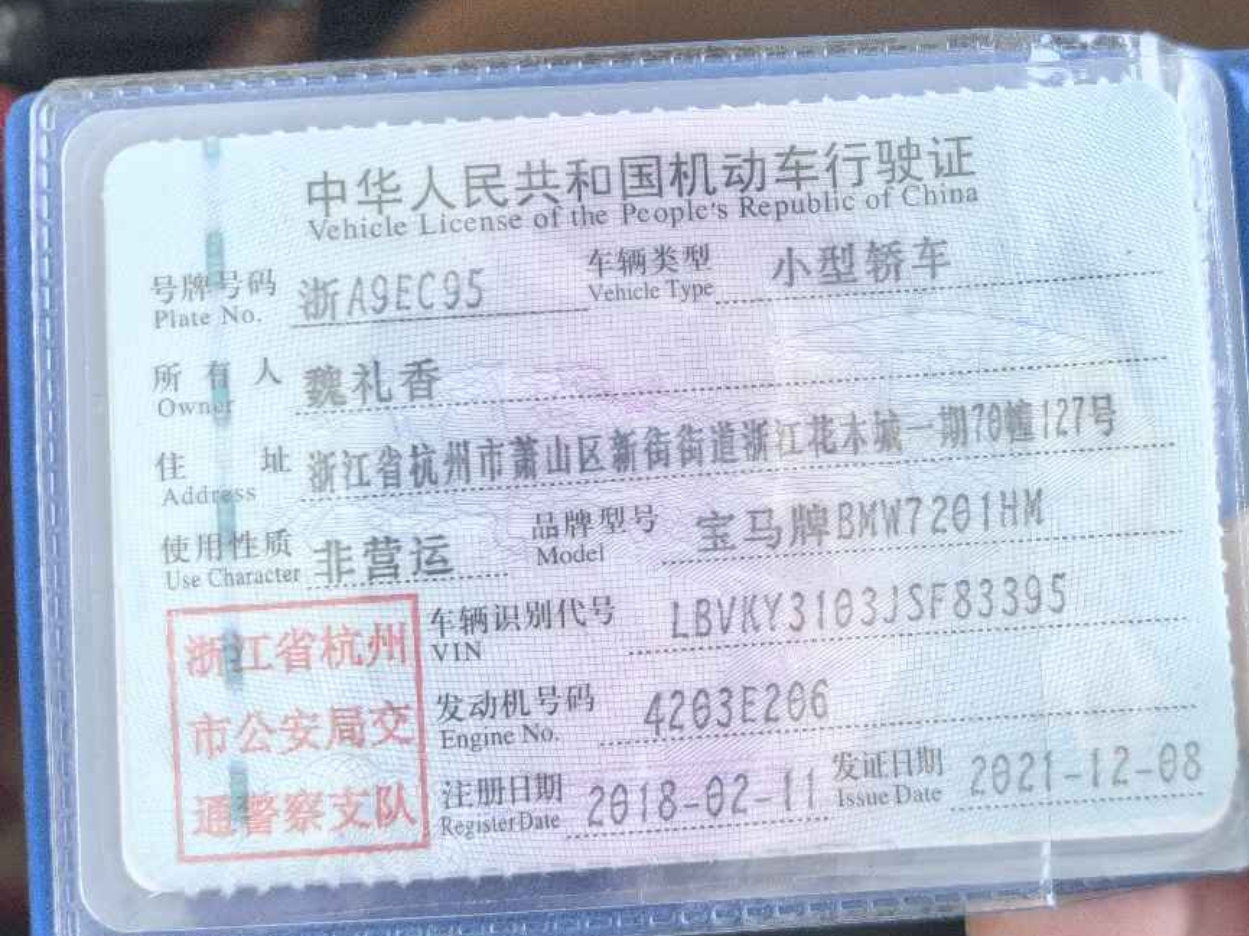 中华人民共和国机动车行驶证
Vehicle License of the People's Republic of China
号牌号码 浙A9EC95 车辆类型 小型轿车
Plate No. Vehicle Type
所有人 魏礼香
Owner
住址 浙江省杭州市萧山区新街街道浙江花木城一期70幢127号
Address
使用性质 非营运 品牌型号 宝马牌BMW7201HM
Use Character Model
车辆识别代号 LBVKY3103JSF83395
VIN
发动机号码 4203E206
Engine No.
注册日期 2018-02-11 发证日期 2021-12-08
Register Date Issue Date
浙江省杭州
市公安局交
通警察支队